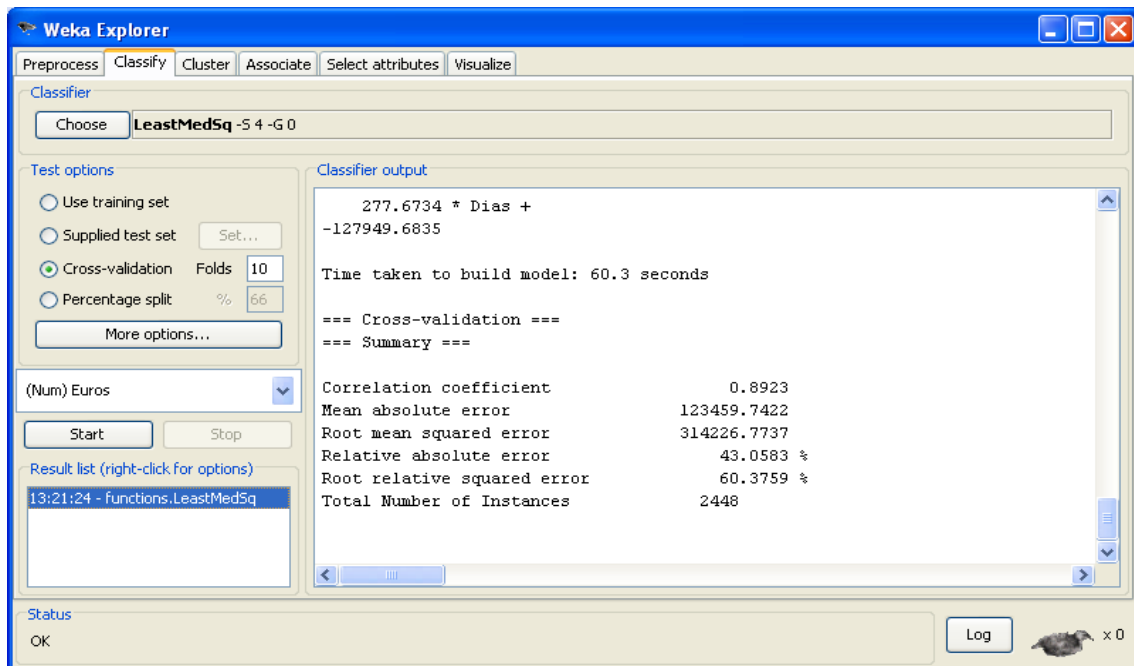 Weka Explorer
Preprocess Classify Cluster Associate Select attributes Visualize
Classifier
Choose LeastMedSq -S 4 -G 0
Test options
Use training set
Supplied test set Set...
Cross-validation Folds 10
Percentage split % 66
More options...
(Num) Euros
Start Stop
Result list (right-click for options)
13:21:24 - functions.LeastMedSq
Classifier output
277.6734 * Dias +
-127949.6835
Time taken to build model: 60.3 seconds
=== Cross-validation ===
=== Summary ===
Correlation coefficient 0.8923
Mean absolute error 123459.7422
Root mean squared error 314226.7737
Relative absolute error 43.0583 %
Root relative squared error 60.3759 %
Total Number of Instances 2448
Status
OK
Log x 0